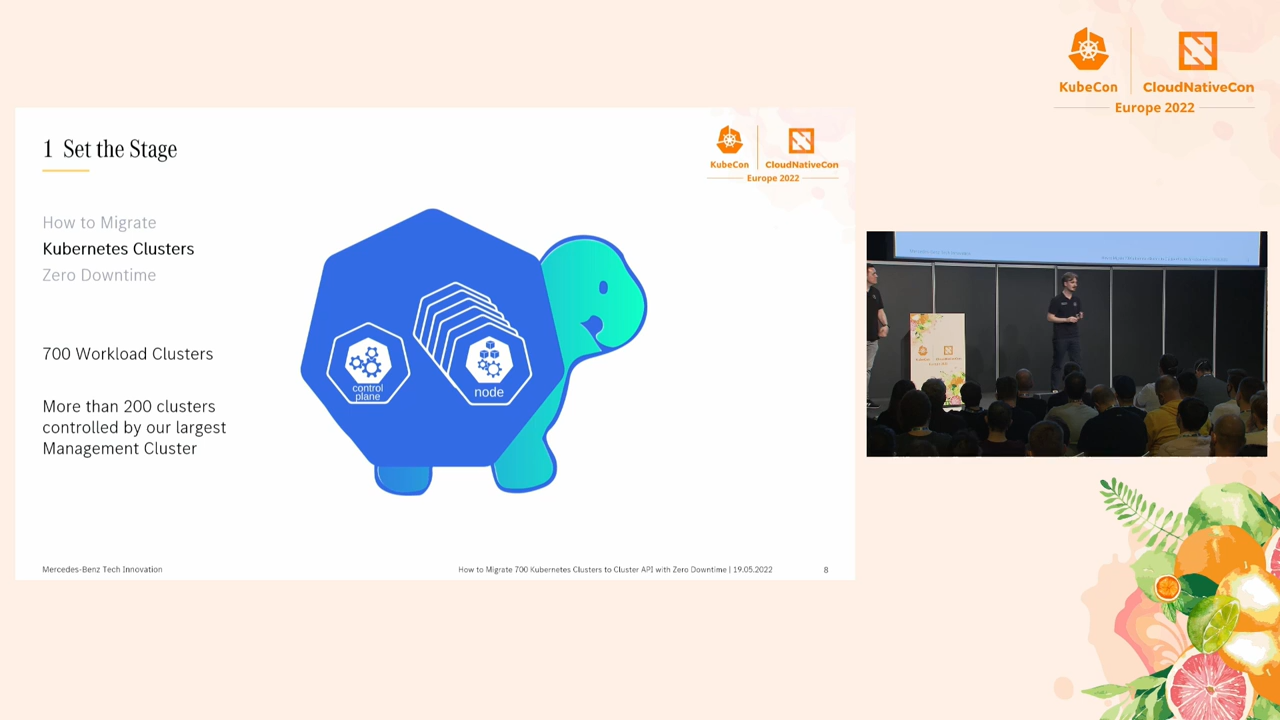 KubeCon
CloudNativeCon
Europe 2022
1 Set the Stage
KubeCon
CloudNativeCon
Europe 2022
How to Migrate
Kubernetes Clusters
Zero Downtime
700 Workload Clusters
More than 200 clusters
controlled by our largest
Management Cluster
control
plane
node
Mercedes-Benz Tech Innovation
How to Migrate 700 Kubernetes Clusters to Cluster API with Zero Downtime | 19.05.2022
8